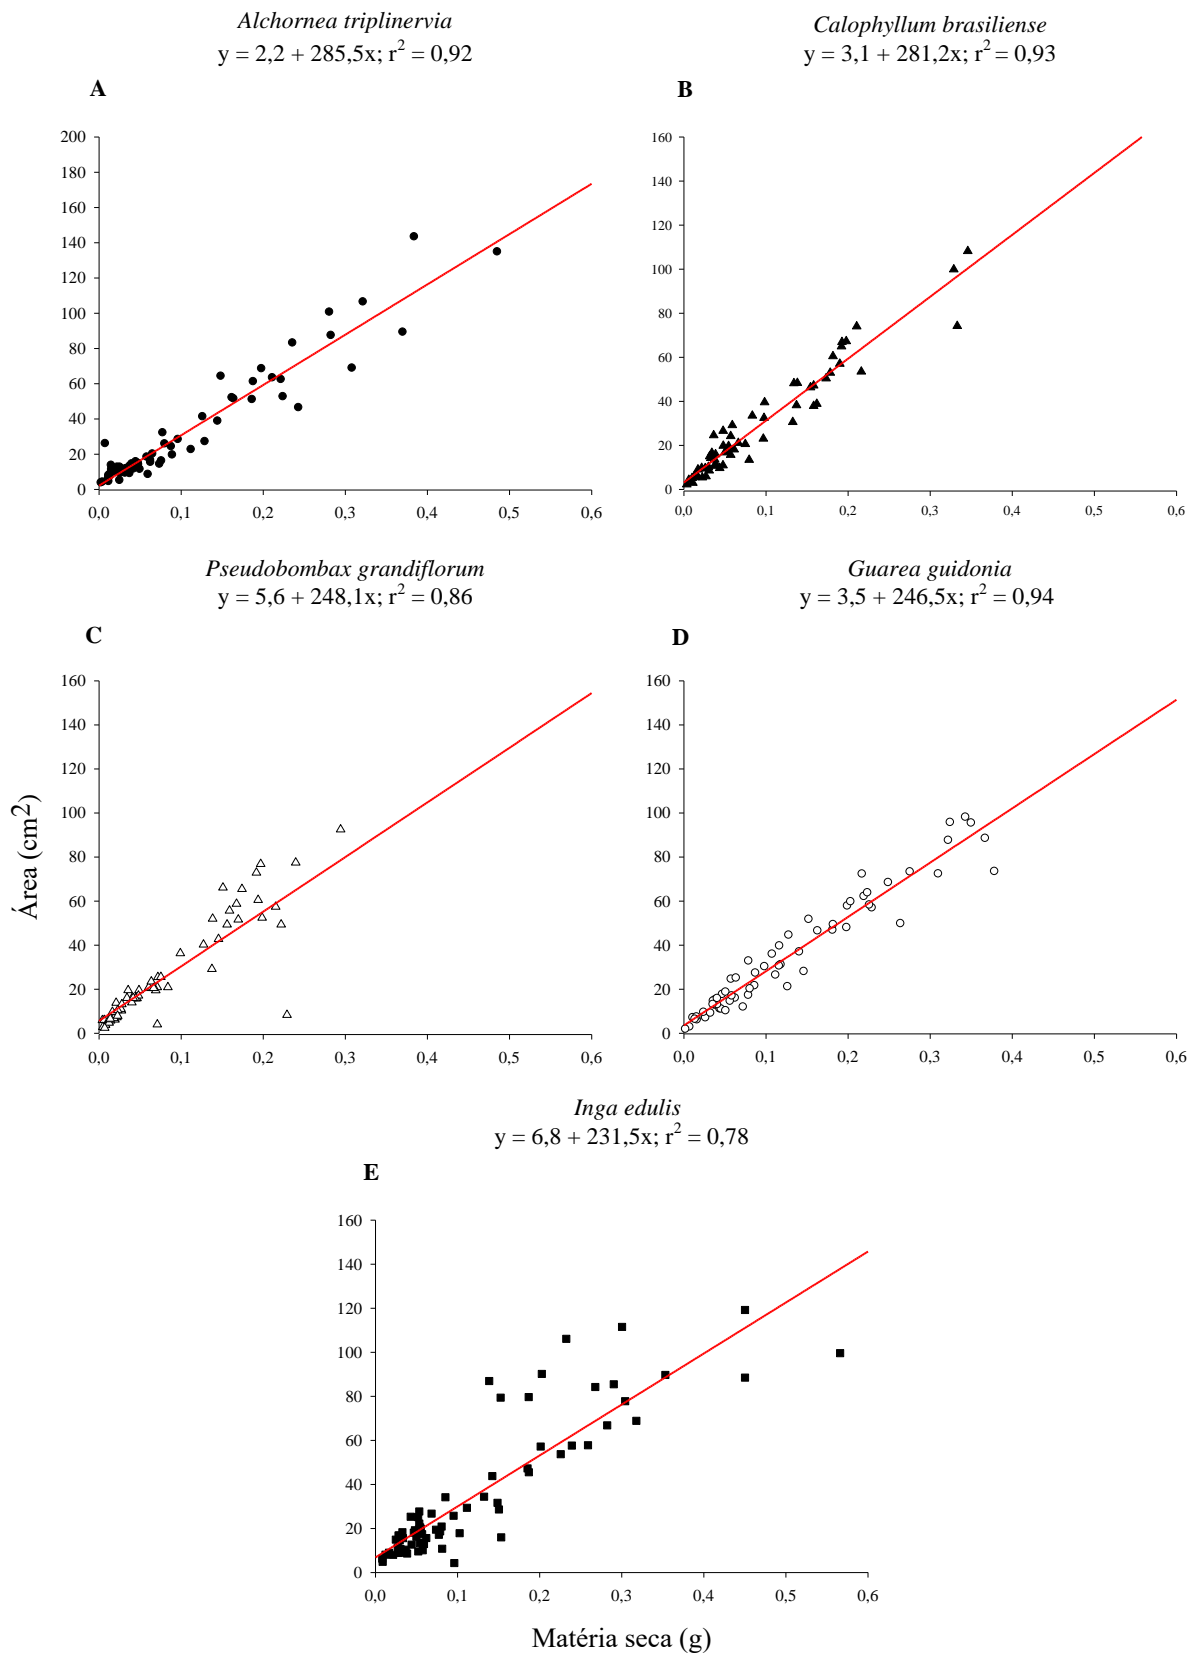 Alchornea triplinervia
y = 2,2 + 285,5x; r² = 0,92
A
200
180
160
140
120
100
80
60
40
20
0
0,0 0,1 0,2 0,3 0,4 0,5 0,6
Calophyllum brasiliense
y = 3,1 + 281,2x; r² = 0,93
B
160
140
120
100
80
60
40
20
0
0,0 0,1 0,2 0,3 0,4 0,5 0,6
Pseudobombax grandiflorum
y = 5,6 + 248,1x; r² = 0,86
C
160
140
120
100
80
60
40
20
0
0,0 0,1 0,2 0,3 0,4 0,5 0,6
Área (cm²)
Guarea guidonia
y = 3,5 + 246,5x; r² = 0,94
D
160
140
120
100
80
60
40
20
0
0,0 0,1 0,2 0,3 0,4 0,5 0,6
Inga edulis
y = 6,8 + 231,5x; r² = 0,78
E
160
140
120
100
80
60
40
20
0
0,0 0,1 0,2 0,3 0,4 0,5 0,6
Matéria seca (g)